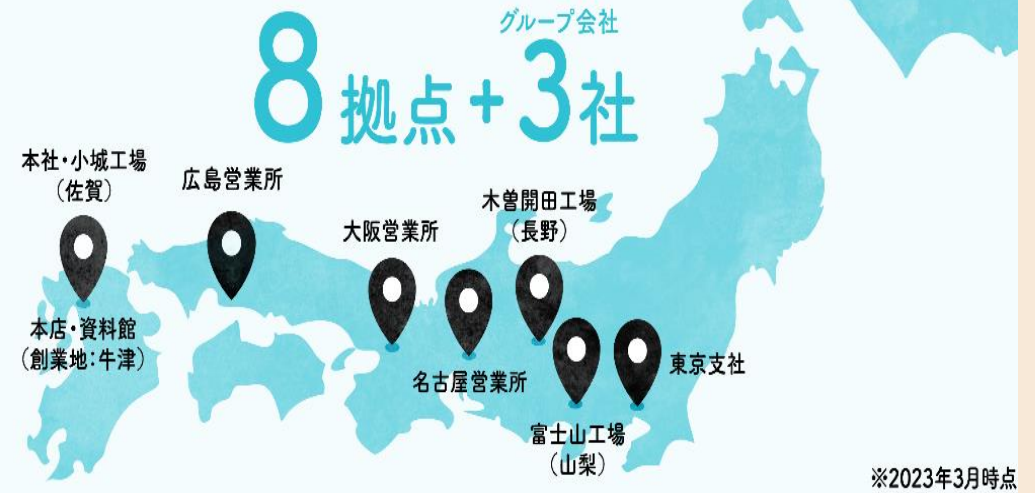 グループ会社
8拠点+3社
本社・小城工場
(佐賀)
広島営業所
大阪営業所
木曽開田工場
(長野)
本店・資料館
(創業地:牛津)
名古屋営業所
東京支社
富士山工場
(山梨)
※2023年3月時点